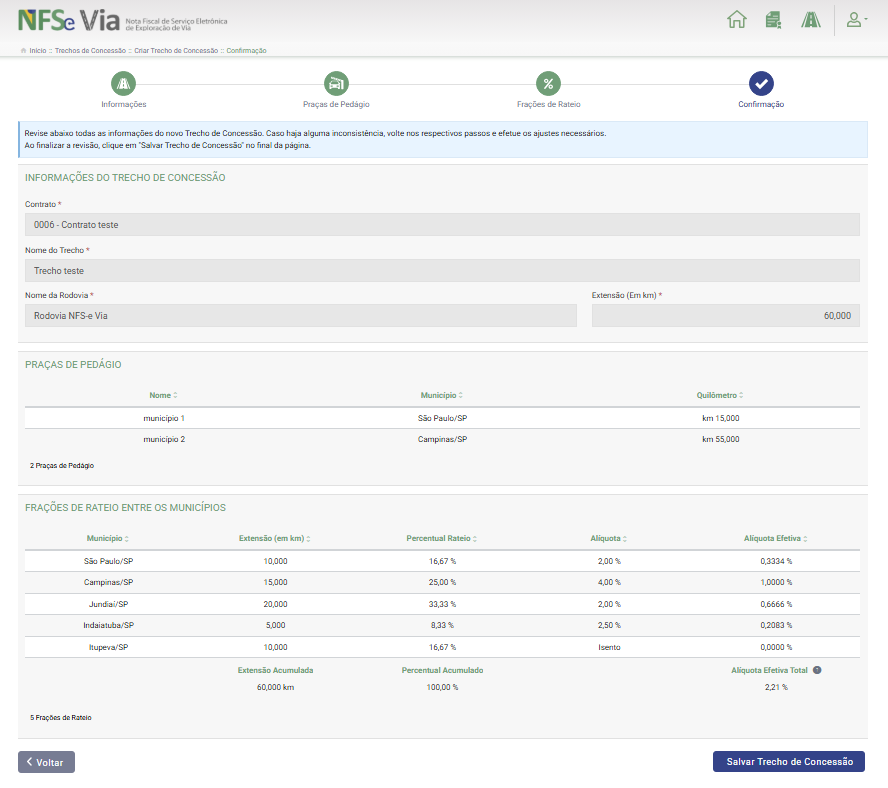 NFSe Via Nota Fiscal de Serviço Eletrônica
de Exploração de Via
Início :: Trechos de Concessão :: Criar Trecho de Concessão :: Confirmação
Informações Praças de Pedágio Frações de Rateio Confirmação
Revise abaixo todas as informações do novo Trecho de Concessão. Caso haja alguma inconsistência, volte nos respectivos passos e efetue os ajustes necessários.
Ao finalizar a revisão, clique em "Salvar Trecho de Concessão" no final da página.
INFORMAÇÕES DO TRECHO DE CONCESSÃO
Contrato *
0006 - Contrato teste
Nome do Trecho *
Trecho teste
Nome da Rodovia * Extensão (Em km) *
Rodovia NFS-e Via 60,000
PRAÇAS DE PEDÁGIO
Nome Município Quilômetro
município 1 São Paulo/SP km 15,000
município 2 Campinas/SP km 55,000
2 Praças de Pedágio
FRAÇÕES DE RATEIO ENTRE OS MUNICÍPIOS
Município Extensão (em km) Percentual Rateio Alíquota Alíquota Efetiva
São Paulo/SP 10,000 16,67 % 2,00 % 0,3334 %
Campinas/SP 15,000 25,00 % 4,00 % 1,0000 %
Jundiaí/SP 20,000 33,33 % 2,00 % 0,6666 %
Indaiatuba/SP 5,000 8,33 % 2,50 % 0,2083 %
Itupeva/SP 10,000 16,67 % Isento 0,0000 %
Extensão Acumulada Percentual Acumulado Alíquota Efetiva Total
60,000 km 100,00 % 2,21 %
5 Frações de Rateio
Voltar Salvar Trecho de Concessão